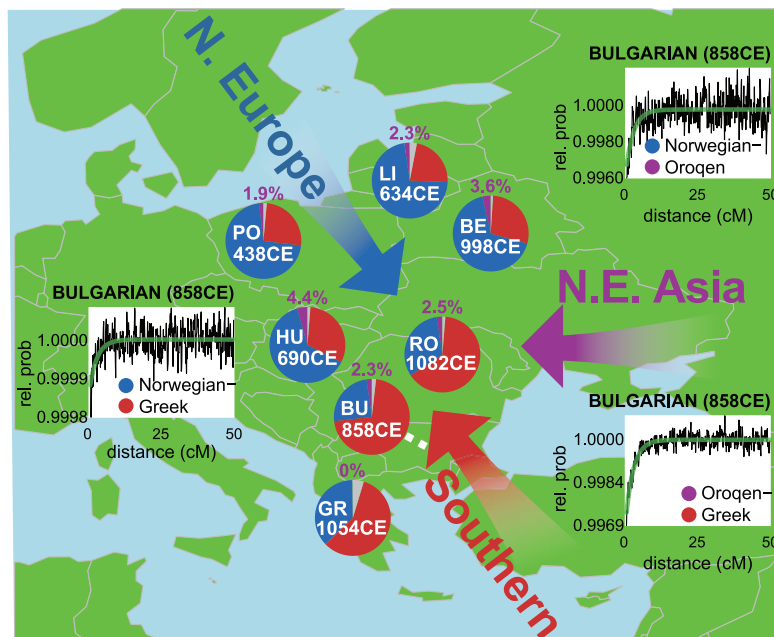 N. Europe
BULGARIAN (858CE)
rel. prob
1.0000
0.9984
0.9960
Norwegian–
Oroqen
0
25
50
distance (cM)
2.3%
LI
634CE
3.6%
BE
998CE
1.9%
PO
438CE
N.E. Asia
BULGARIAN (858CE)
rel. prob
1.0000
0.9999
0.9998
Norwegian–
Greek
0
25
50
distance (cM)
4.4%
HU
690CE
2.5%
RO
1082CE
2.3%
BU
858CE
0%
GR
1054CE
Southern
BULGARIAN (858CE)
rel. prob
1.0000
0.9984
0.9969
Oroqen–
Greek
0
25
50
distance (cM)